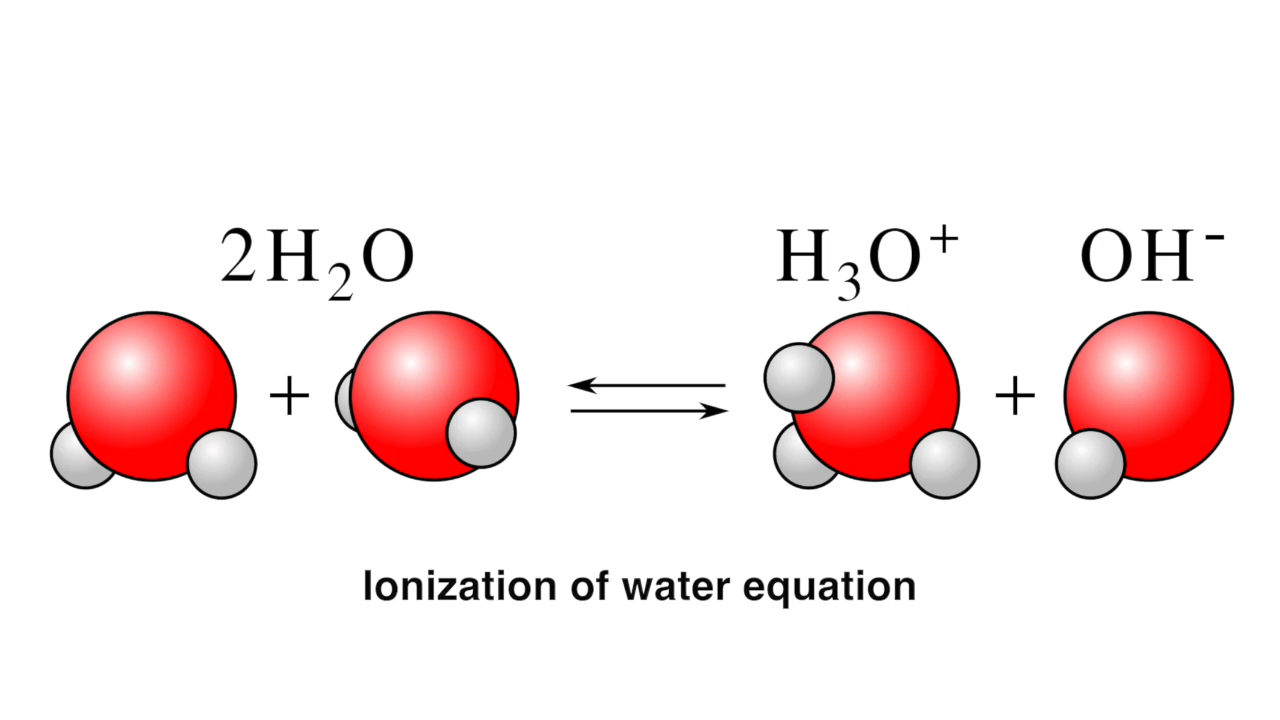 2H₂O H₃O⁺ OH⁻
+ +
Ionization of water equation